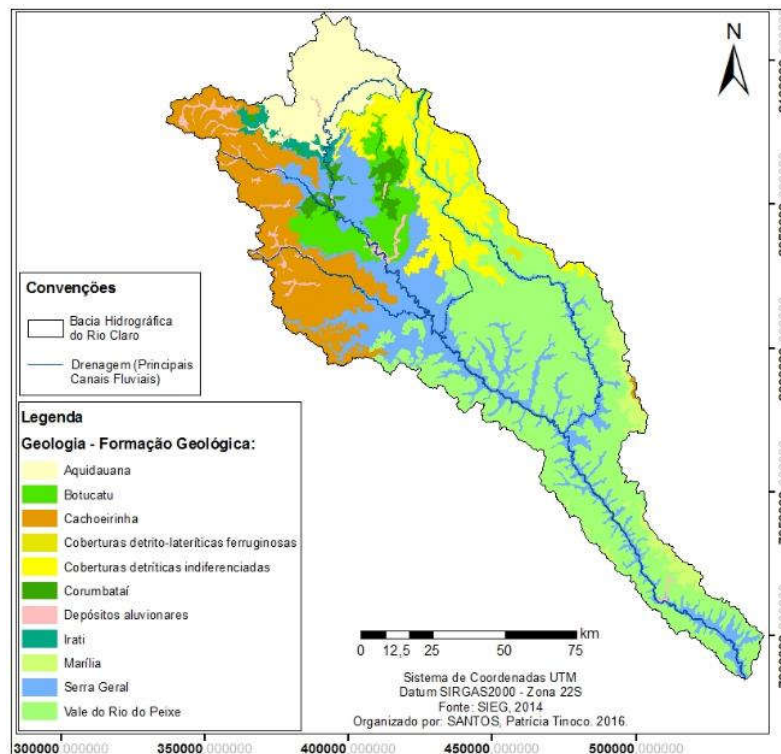 N
Convenções
Bacia Hidrográfica
do Rio Claro
Drenagem (Principais
Canais Fluviais)
Legenda
Geologia - Formação Geológica:
Aquidauana
Botucatu
Cachoeirinha
Coberturas detrito-lateríticas ferruginosas
Coberturas detríticas indiferenciadas
Corumbataí
Depósitos aluvionares
Irati
Marília
Serra Geral
Vale do Rio do Peixe
km
0 12,5 25 50 75
Sistema de Coordenadas UTM
Datum SIRGAS2000 - Zona 22S
Fonte: SIEG, 2014
Organizado por: SANTOS, Patrícia Tinoco. 2016.
300000,000000 350000,000000 400000,000000 450000,000000 500000,000000